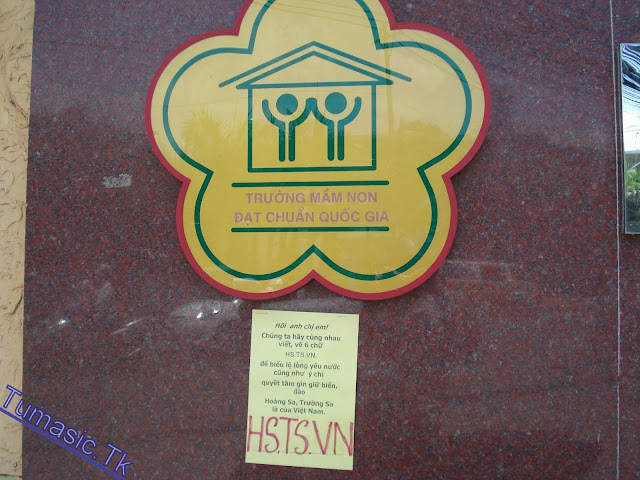 TRƯỜNG MẦM NON
ĐẠT CHUẨN QUỐC GIA
Hỡi anh chị em!
Chúng ta hãy cùng nhau
viết, vẽ 6 chữ
HS.TS.VN
để biểu lộ lòng yêu nước
cũng như ý chí
quyết tâm gìn giữ biển,
đảo
Hoàng Sa, Trường Sa
là của Việt Nam.
HS.TS.VN
Tumasic.Tk